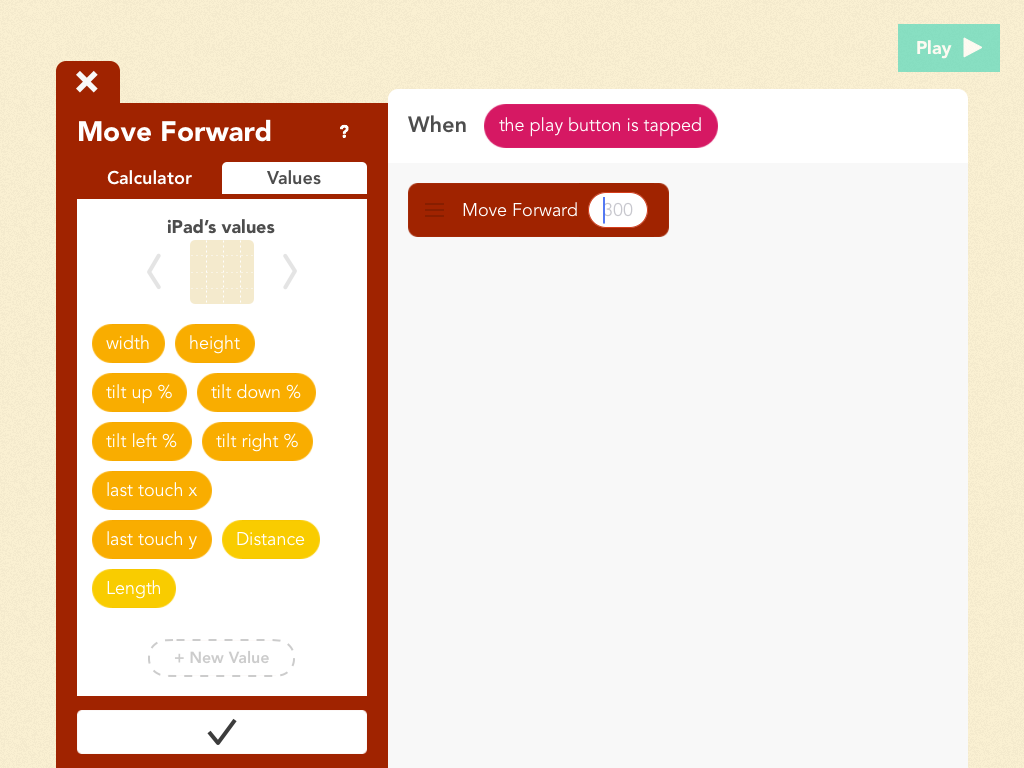 Play
Move Forward ?
Calculator Values
iPad's values
width height
tilt up % tilt down %
tilt left % tilt right %
last touch x
last touch y Distance
Length
+ New Value
When the play button is tapped
Move Forward 300